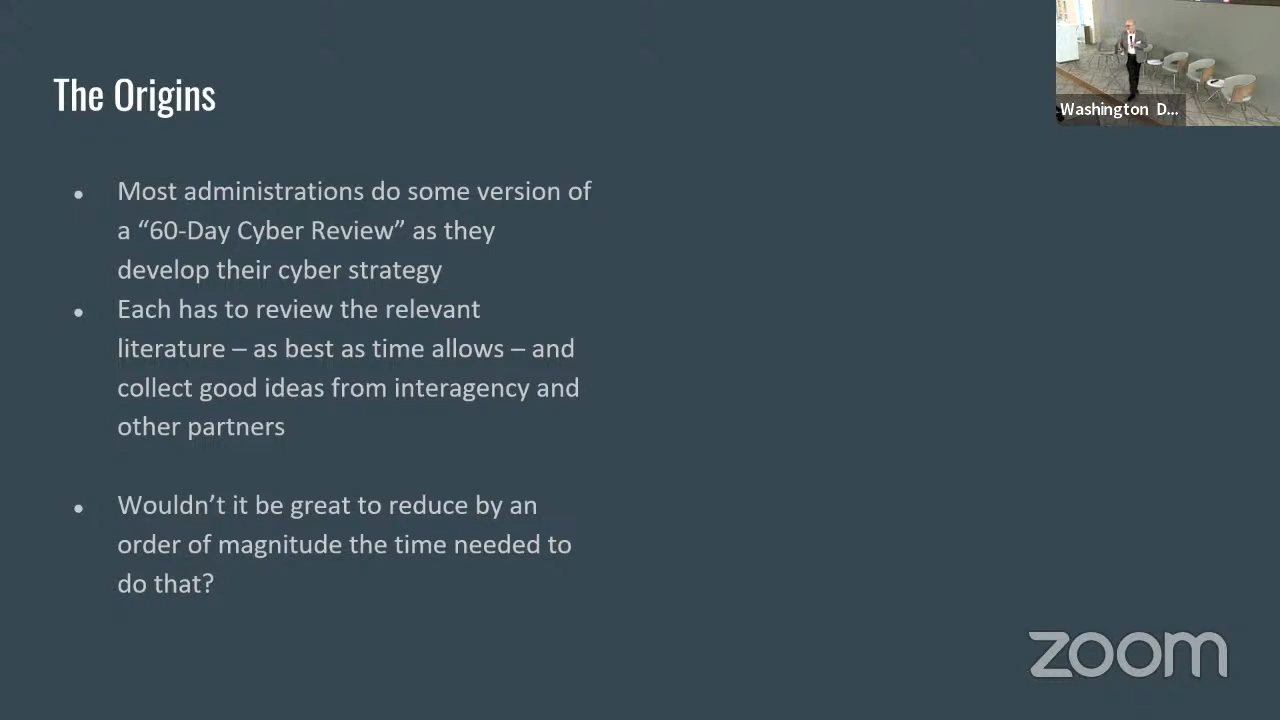 The Origins
Washington D...
• Most administrations do some version of
a “60-Day Cyber Review” as they
develop their cyber strategy
• Each has to review the relevant
literature – as best as time allows – and
collect good ideas from interagency and
other partners
• Wouldn’t it be great to reduce by an
order of magnitude the time needed to
do that?
zoom